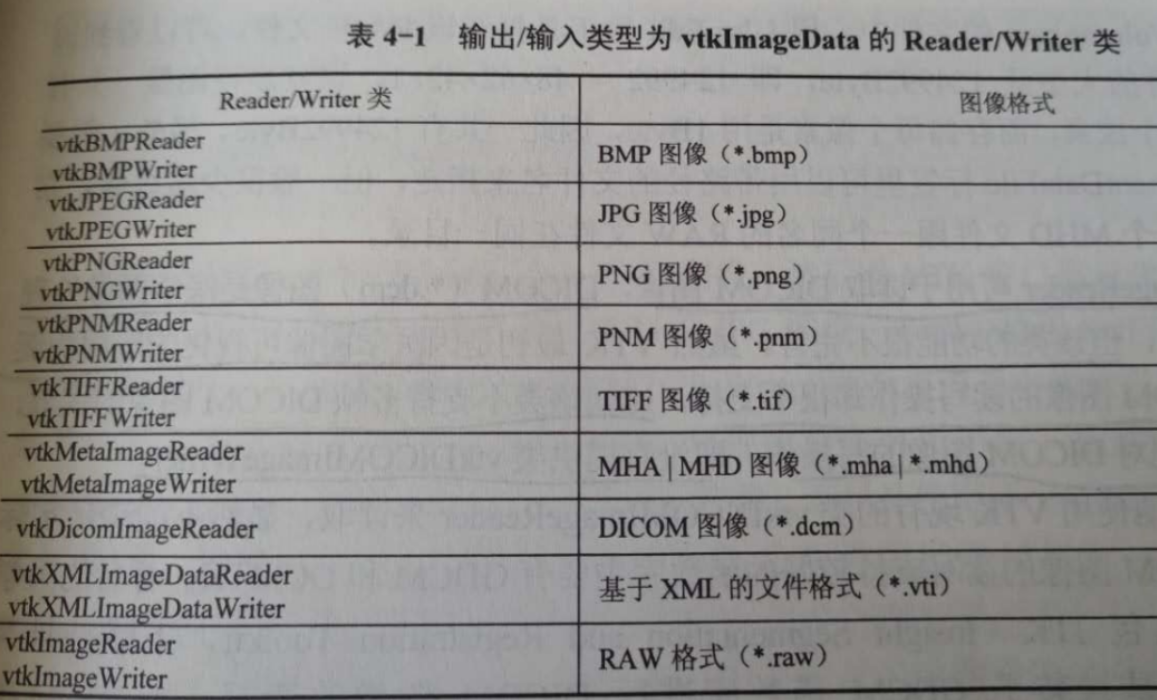 表 4-1 输出/输入类型为 vtkImageData 的 Reader/Writer 类
Reader/Writer 类 图像格式
vtkBMPReader
vtkBMPWriter
BMP 图像（*.bmp）
vtkJPEGReader
vtkJPEGWriter
JPG 图像（*.jpg）
vtkPNGReader
vtkPNGWriter
PNG 图像（*.png）
vtkPNMReader
vtkPNMWriter
PNM 图像（*.pnm）
vtkTIFFReader
vtkTIFFWriter
TIFF 图像（*.tif）
vtkMetaImageReader
vtkMetaImageWriter
MHA | MHD 图像（*.mha | *.mhd）
vtkDicomImageReader
DICOM 图像（*.dcm）
vtkXMLImageDataReader
vtkXMLImageDataWriter
基于 XML 的文件格式（*.vti）
vtkImageReader
vtkImageWriter
RAW 格式（*.raw）